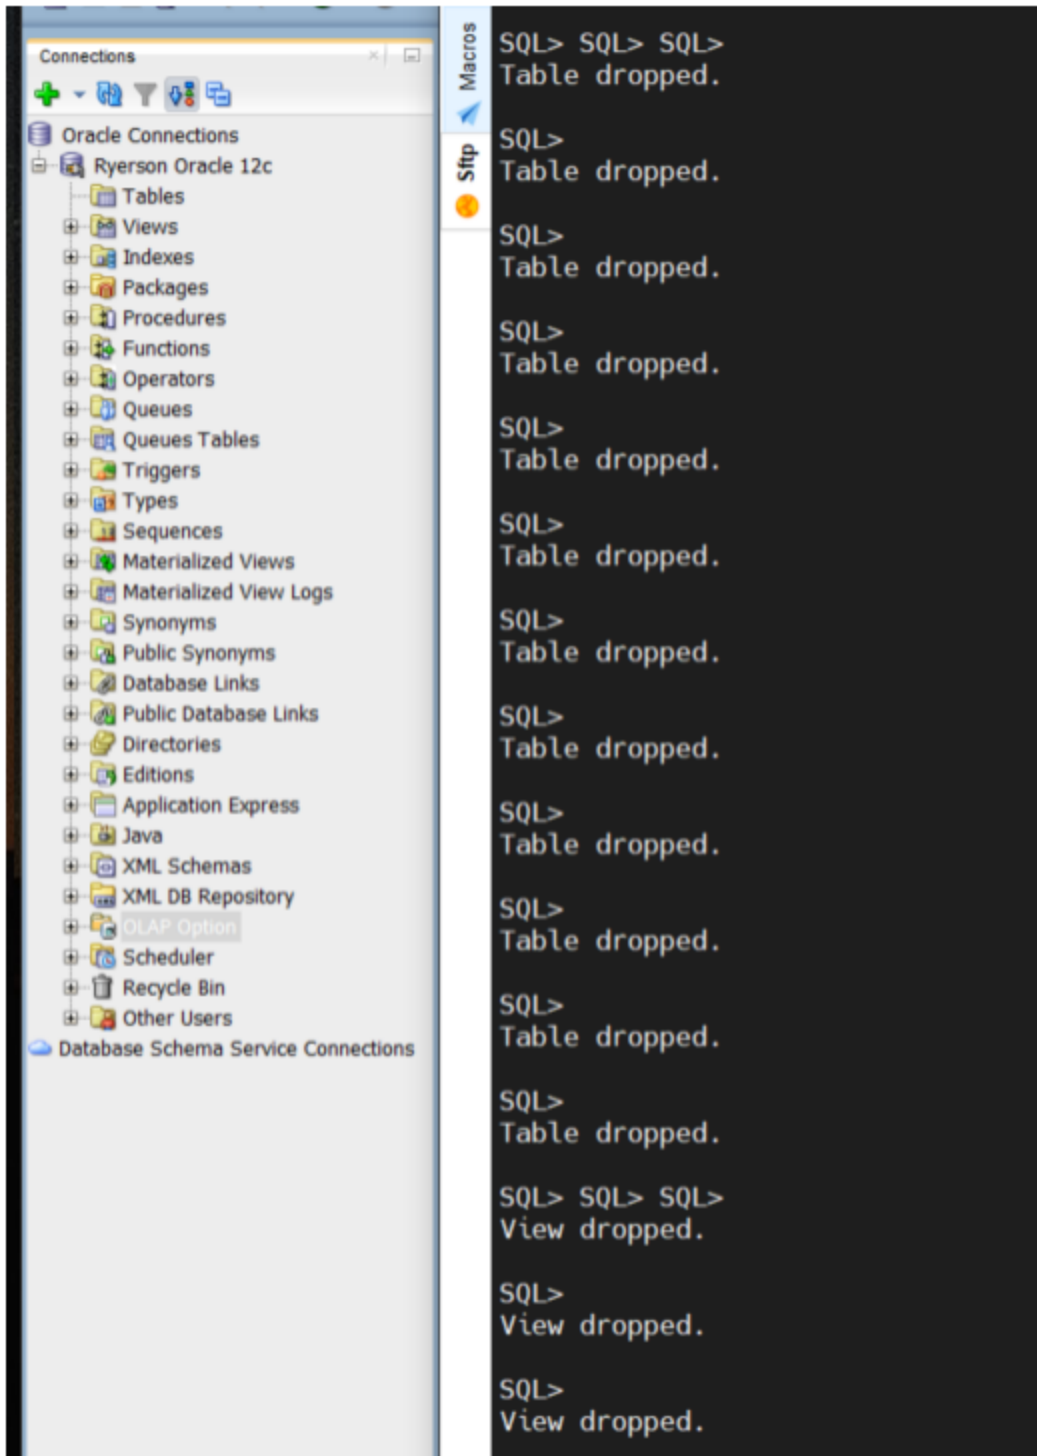 Connections
Oracle Connections
Ryerson Oracle 12c
Tables
Views
Indexes
Packages
Procedures
Functions
Operators
Queues
Queues Tables
Triggers
Types
Sequences
Materialized Views
Materialized View Logs
Synonyms
Public Synonyms
Database Links
Public Database Links
Directories
Editions
Application Express
Java
XML Schemas
XML DB Repository
OLAP Option
Scheduler
Recycle Bin
Other Users
Database Schema Service Connections
Macros
Sftp
SQL> SQL> SQL>
Table dropped.
SQL>
Table dropped.
SQL>
Table dropped.
SQL>
Table dropped.
SQL>
Table dropped.
SQL>
Table dropped.
SQL>
Table dropped.
SQL>
Table dropped.
SQL>
Table dropped.
SQL>
Table dropped.
SQL>
Table dropped.
SQL>
Table dropped.
SQL> SQL> SQL>
View dropped.
SQL>
View dropped.
SQL>
View dropped.